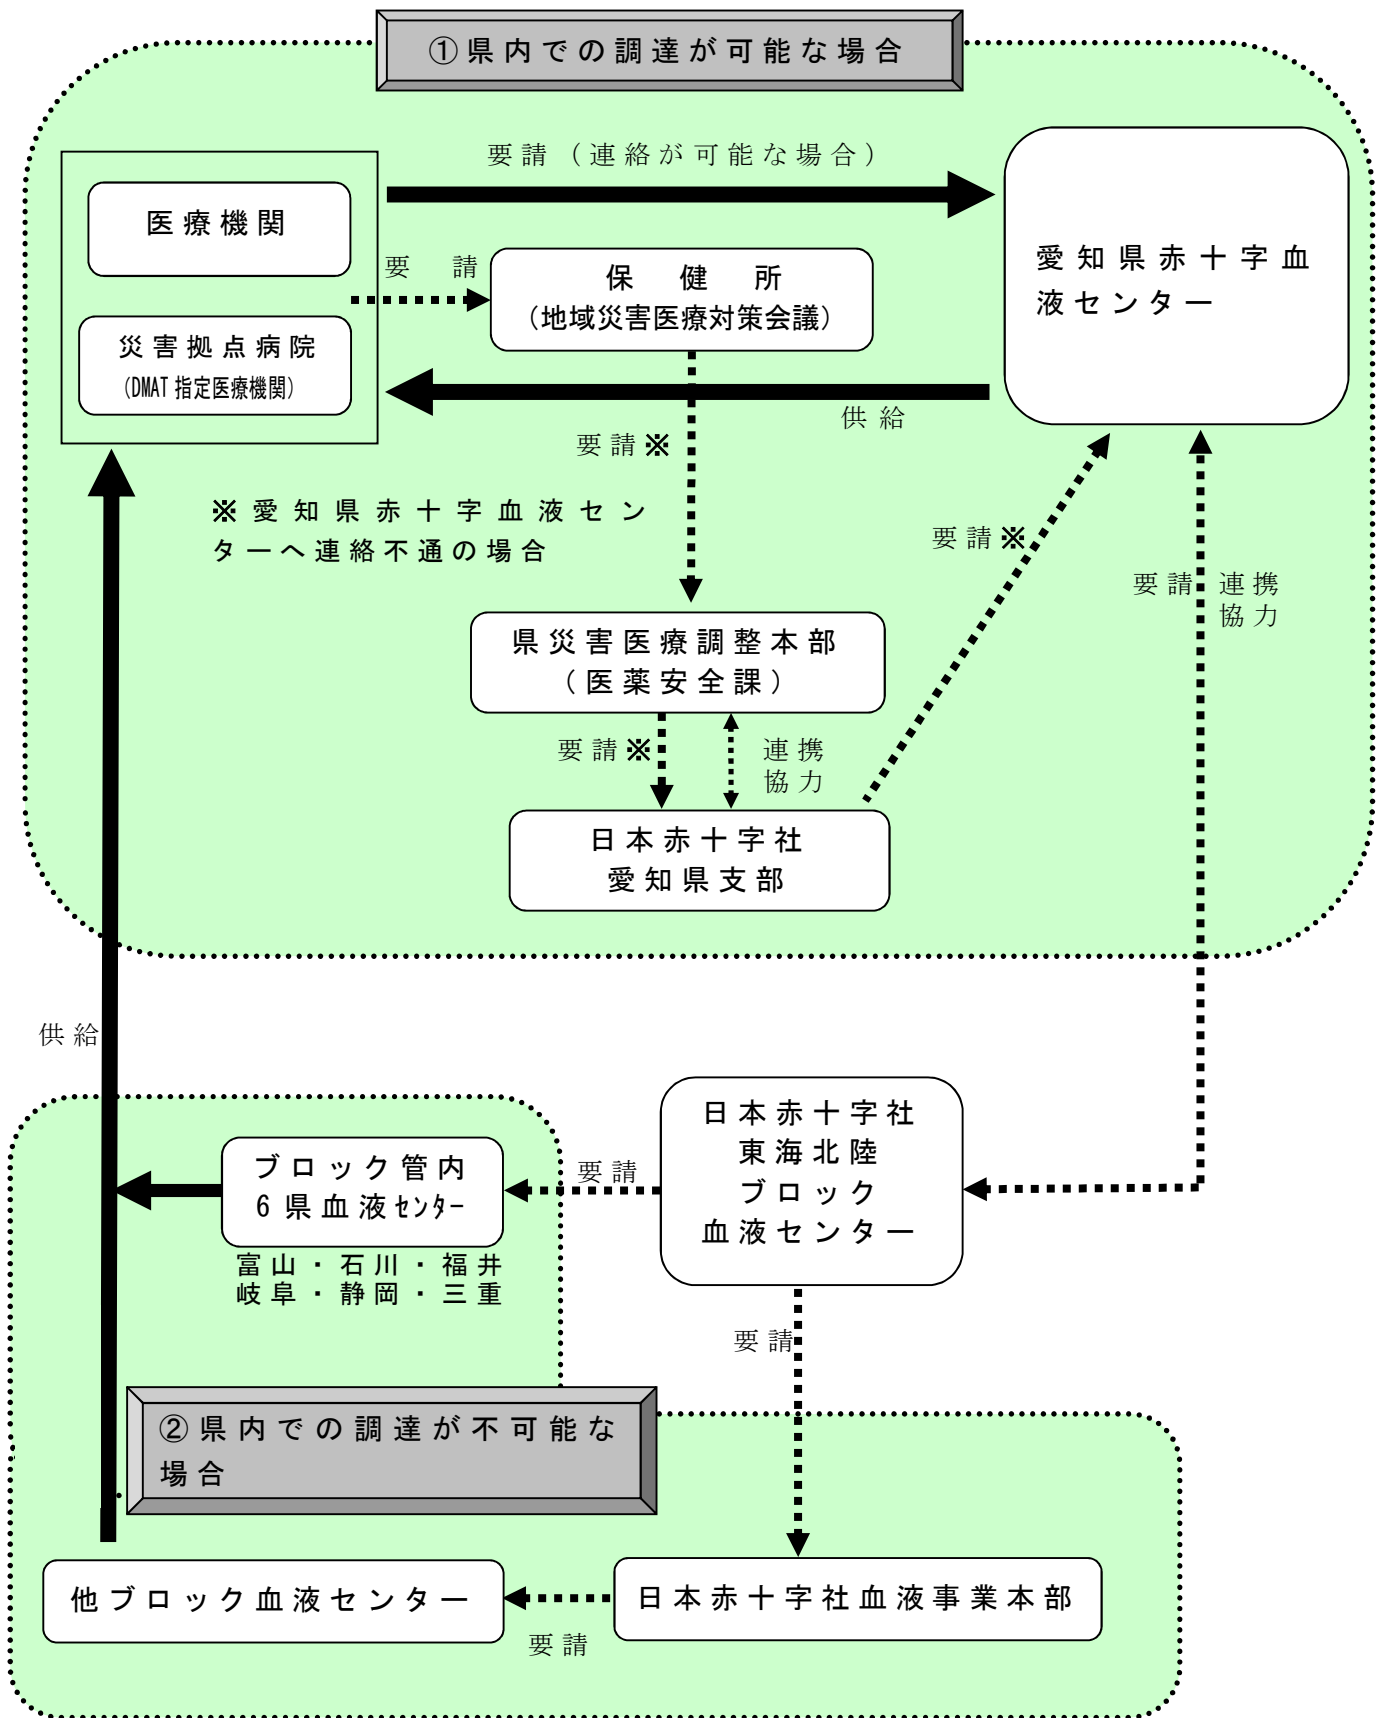 ①県内での調達が可能な場合
要請（連絡が可能な場合）
医療機関
愛知県赤十字血
液センター
要　請
保　健　所
（地域災害医療対策会議）
災害拠点病院
（DMAT指定医療機関）
供給
要請※
※愛知県赤十字血液セン
ターへ連絡不通の場合
要請※
要請
連携
協力
県災害医療調整本部
（医薬安全課）
要請※
連携
協力
日本赤十字社
愛知県支部
供給
日本赤十字社
東海北陸
ブロック
血液センター
ブロック管内
6県血液ｾﾝﾀｰ
要請
富山・石川・福井
岐阜・静岡・三重
要請
②県内での調達が不可能な
場合
他ブロック血液センター
日本赤十字社血液事業本部
要請